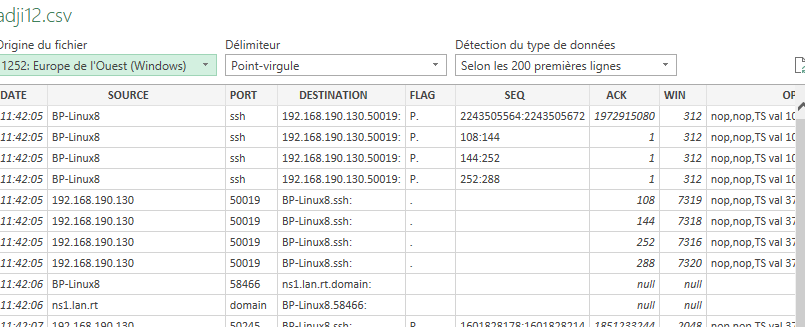 adji12.csv
Origine du fichier Délimiteur Détection du type de données
1252: Europe de l'Ouest (Windows) Point-virgule Selon les 200 premières lignes
DATE SOURCE PORT DESTINATION FLAG SEQ ACK WIN OP
11:42:05 BP-Linux8 ssh 192.168.190.130.50019: P. 2243505564:2243505672 1972915080 312 nop,nop,TS val 10
11:42:05 BP-Linux8 ssh 192.168.190.130.50019: P. 108:144 1 312 nop,nop,TS val 10
11:42:05 BP-Linux8 ssh 192.168.190.130.50019: P. 144:252 1 312 nop,nop,TS val 10
11:42:05 BP-Linux8 ssh 192.168.190.130.50019: P. 252:288 1 312 nop,nop,TS val 10
11:42:05 192.168.190.130 50019 BP-Linux8.ssh: . 108 7319 nop,nop,TS val 37
11:42:05 192.168.190.130 50019 BP-Linux8.ssh: . 144 7318 nop,nop,TS val 37
11:42:05 192.168.190.130 50019 BP-Linux8.ssh: . 252 7316 nop,nop,TS val 37
11:42:05 192.168.190.130 50019 BP-Linux8.ssh: . 288 7320 nop,nop,TS val 37
11:42:06 BP-Linux8 58466 ns1.lan.rt.domain: null null
11:42:06 ns1.lan.rt domain BP-Linux8.58466: null null
11:42:07 192.168.190.130 50245 BP-Linux8.ssh: P. 1601828178:1601828214 1851233244 2048 nop,nop,TS val 37